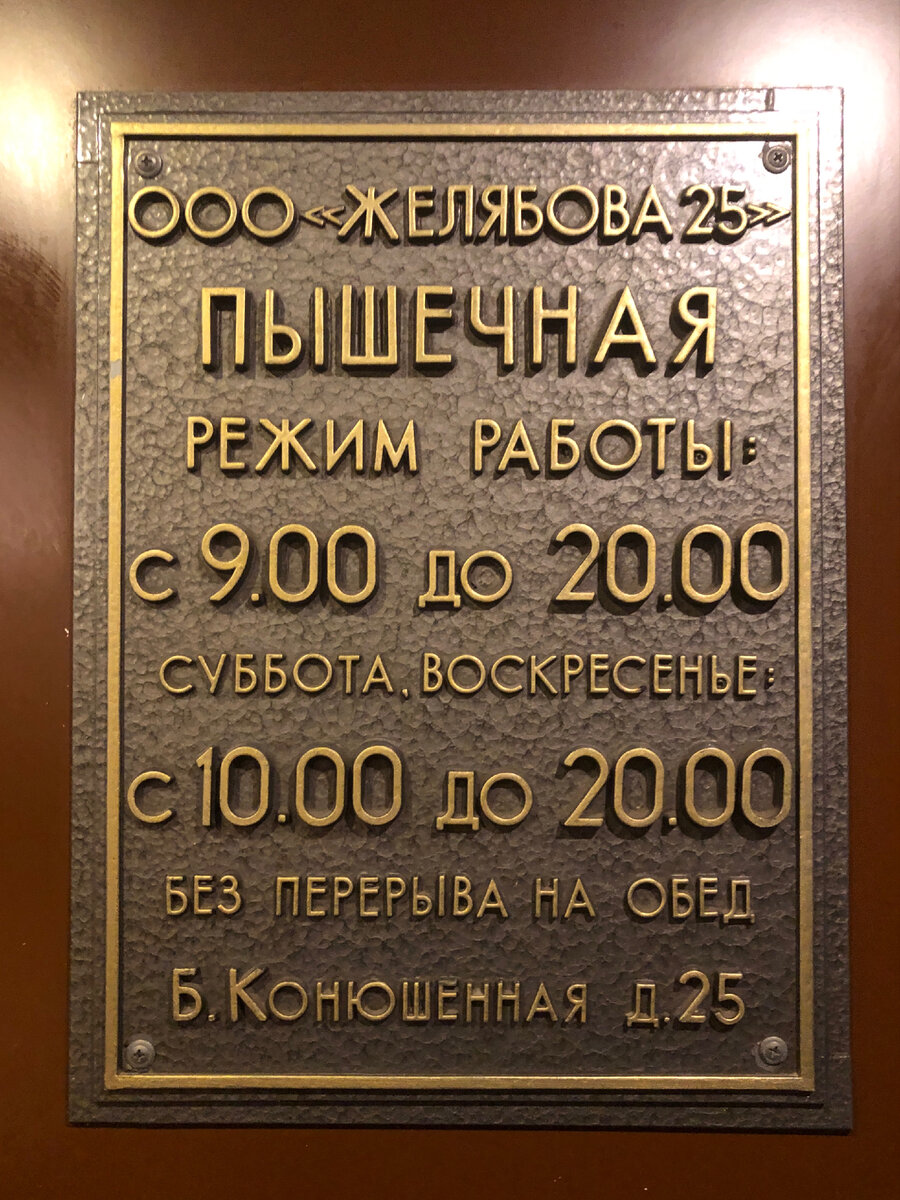 ООО «ЖЕЛЯБОВА 25»
ПЫШЕЧНАЯ
РЕЖИМ РАБОТЫ:
С 9.00 ДО 20.00
СУББОТА, ВОСКРЕСЕНЬЕ:
С 10.00 ДО 20.00
БЕЗ ПЕРЕРЫВА НА ОБЕД
Б. КОНЮШЕННАЯ Д. 25